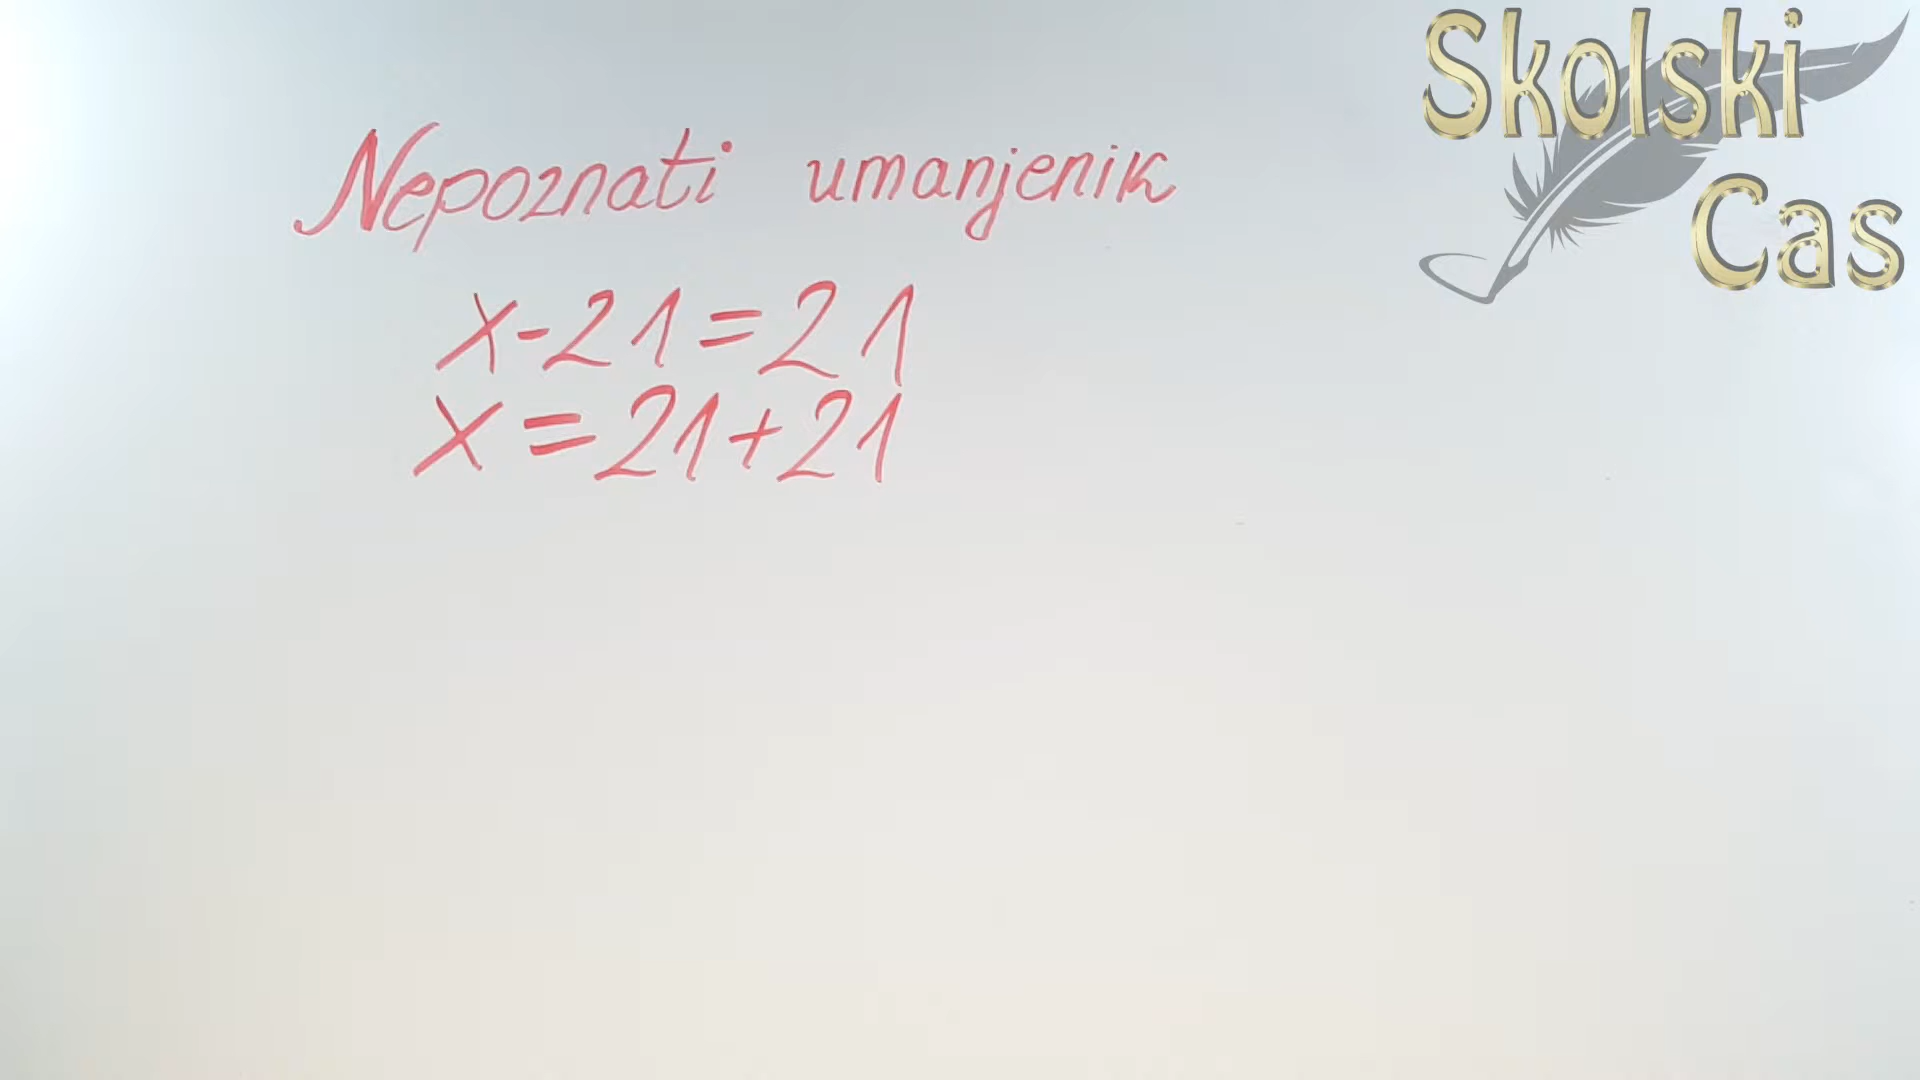 Skolski
Cas
Nepoznati umanjenik
x-21=21
x=21+21